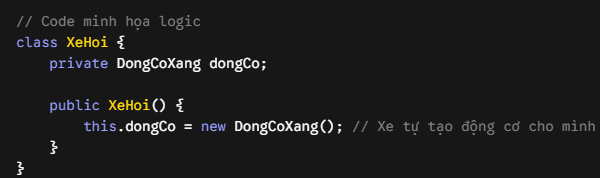 // Code minh họa logic
class XeHoi {
private DongCoXang dongCo;
public XeHoi() {
this.dongCo = new DongCoXang(); // Xe tự tạo động cơ cho mình
}
}